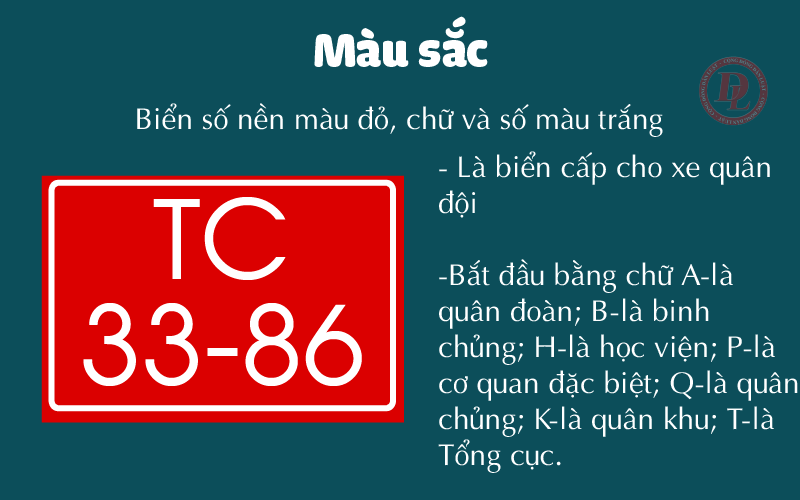 Màu sắc
Biển số nền màu đỏ, chữ và số màu trắng
TC
33-86
- Là biển cấp cho xe quân
đội
-Bắt đầu bằng chữ A-là
quân đoàn; B-là binh
chủng; H-là học viện; P-là
cơ quan đặc biệt; Q-là quân
chủng; K-là quân khu; T-là
Tổng cục.
DL